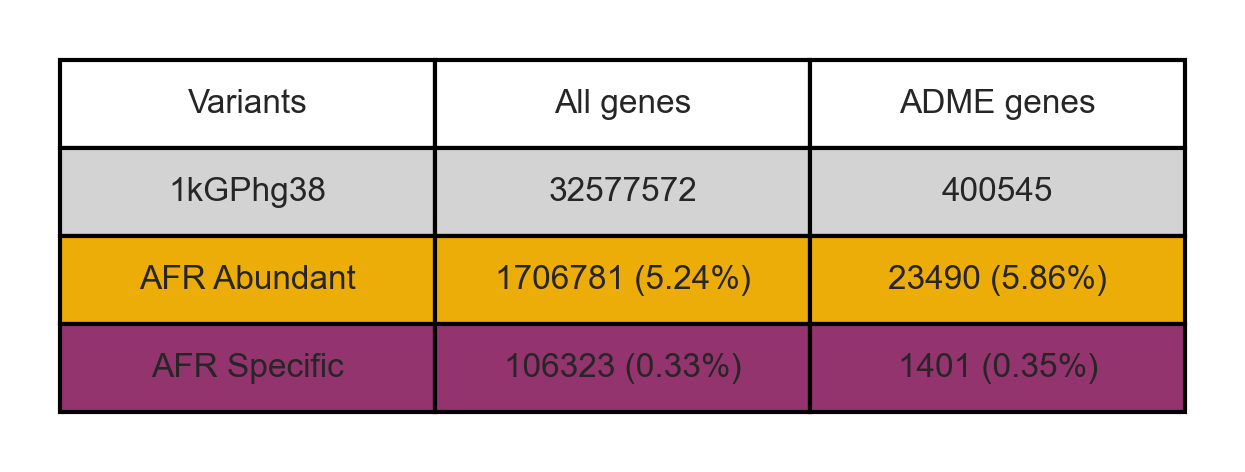 Variants All genes ADME genes
1kGPhg38 32577572 400545
AFR Abundant 1706781 (5.24%) 23490 (5.86%)
AFR Specific 106323 (0.33%) 1401 (0.35%)